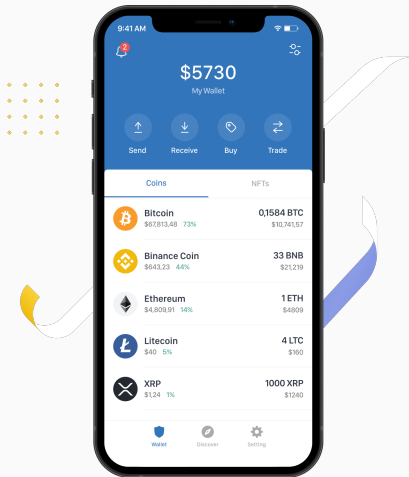 9:41 AM
2
$5730
My Wallet
Send Receive Buy Trade
Coins NFTs
Bitcoin 0,1584 BTC
$67,813,48 73% $10,741,57
Binance Coin 33 BNB
$643,23 44% $21,219
Ethereum 1 ETH
$4,809,91 14% $4809
Litecoin 4 LTC
$40 5% $160
XRP 1000 XRP
$1,24 1% $1240
Wallet Discover Setting